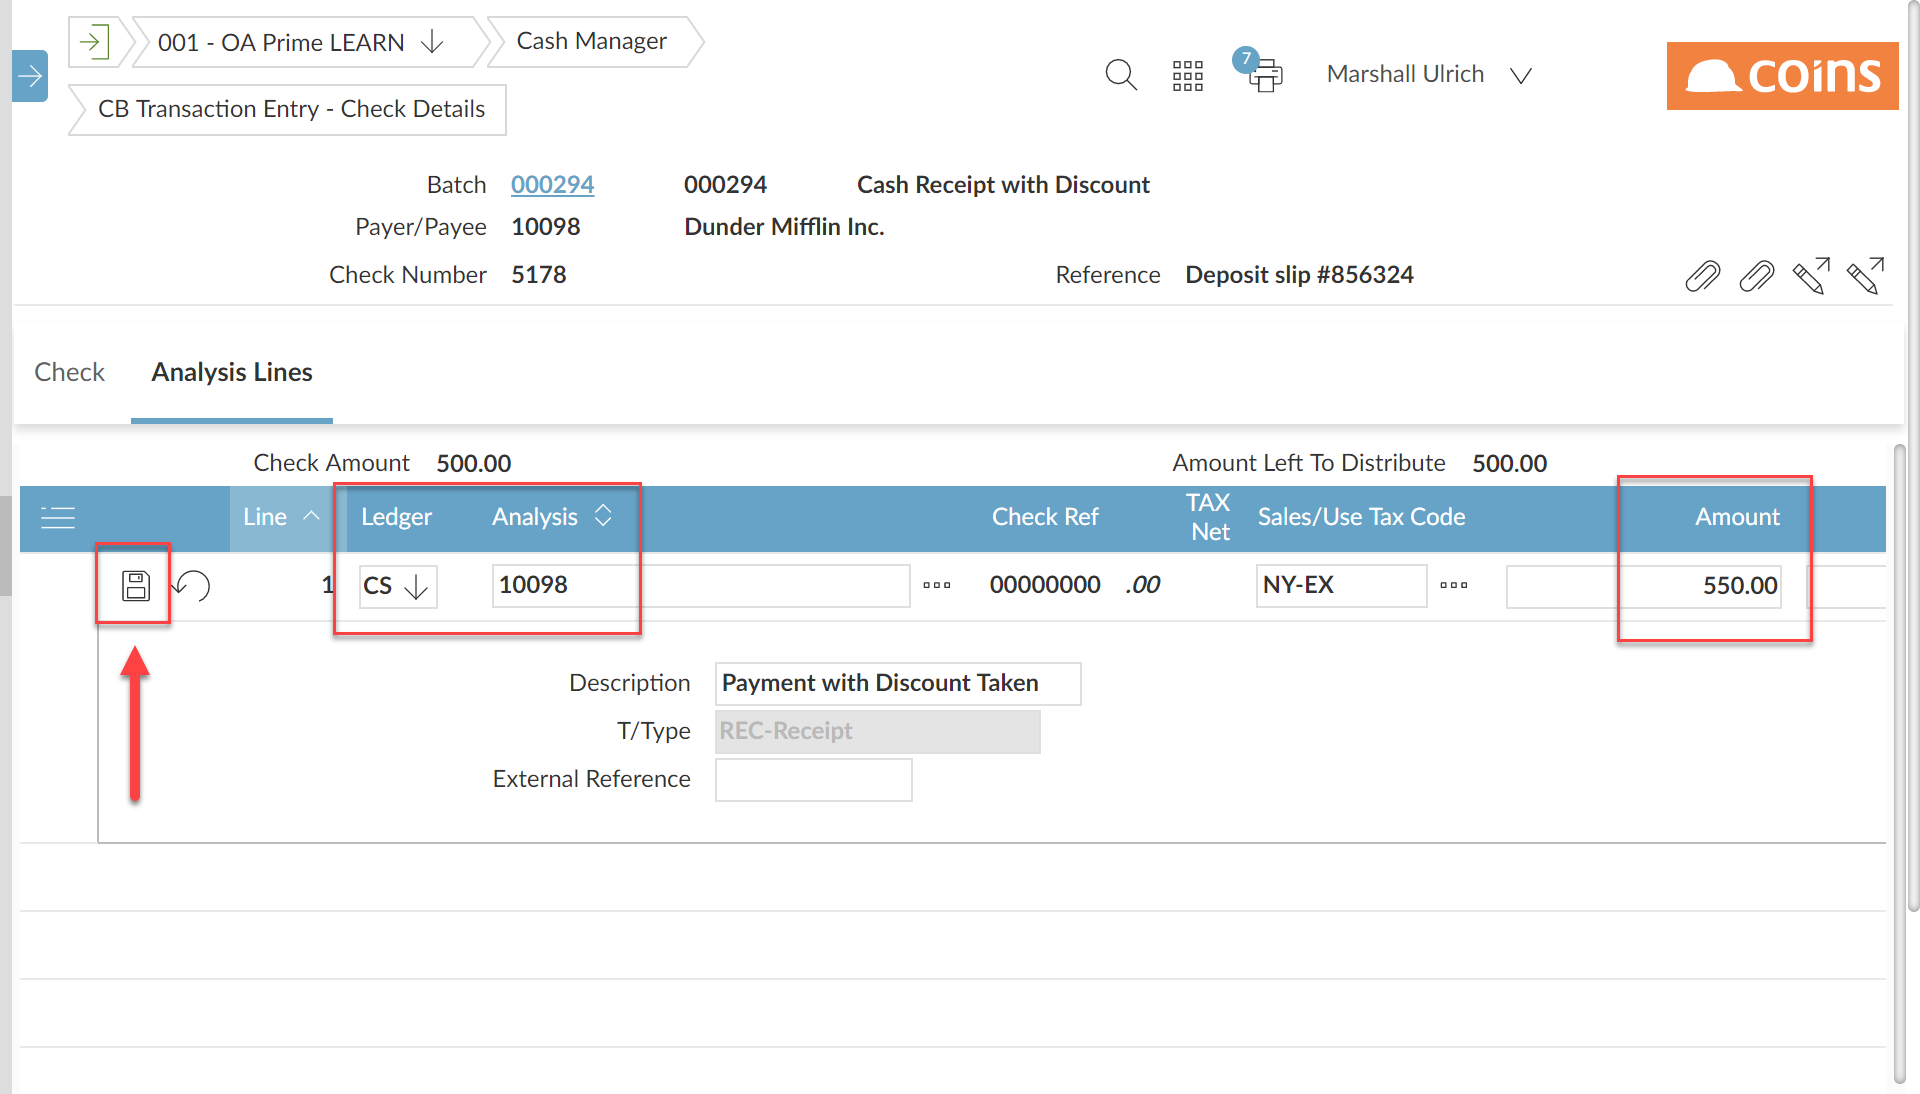 001 - OA Prime LEARN
Cash Manager
7
Marshall Ulrich
coins
CB Transaction Entry - Check Details
Batch 000294 000294 Cash Receipt with Discount
Payer/Payee 10098 Dunder Mifflin Inc.
Check Number 5178 Reference Deposit slip #856324
Check Analysis Lines
Check Amount 500.00 Amount Left To Distribute 500.00
Line Ledger Analysis Check Ref TAX Net Sales/Use Tax Code Amount
1 CS 10098 00000000 .00 NY-EX 550.00
Description Payment with Discount Taken
T/Type REC-Receipt
External Reference